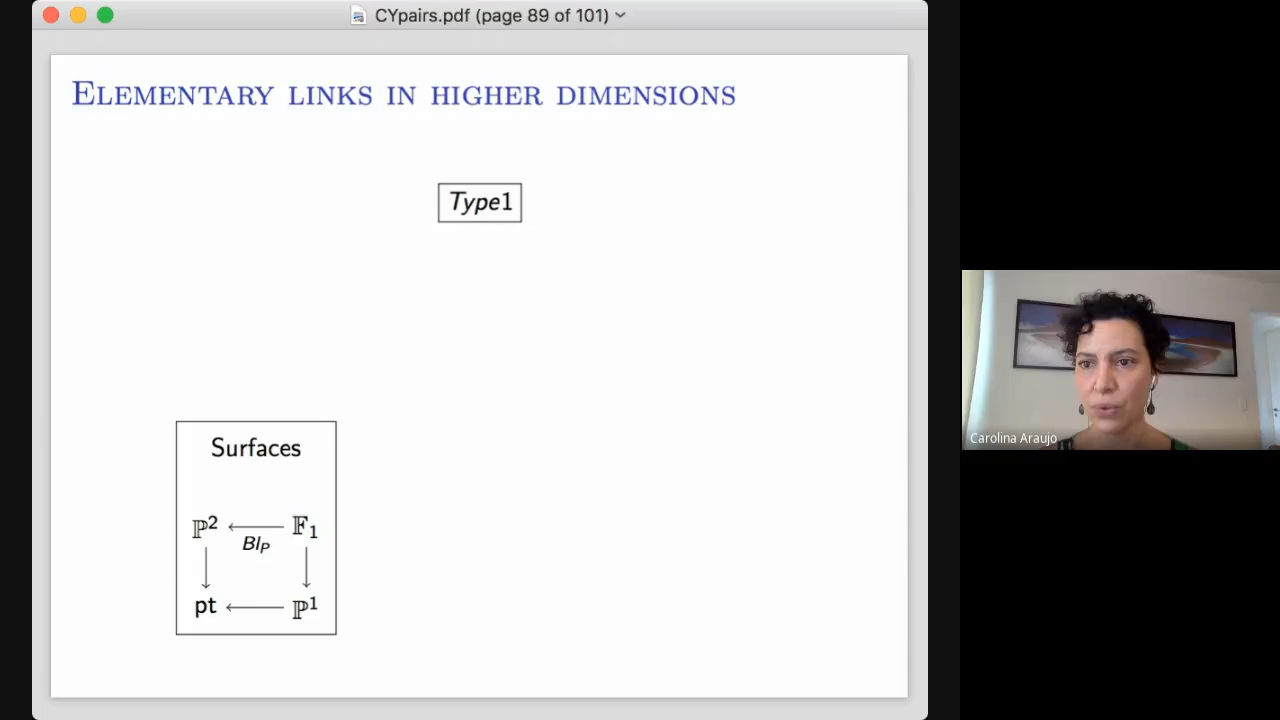 CYpairs.pdf (page 89 of 101)
Elementary links in higher dimensions
Type1
Surfaces
ℙ² ← 𝔽₁
Bl_P
pt ← ℙ¹
Carolina Araujo